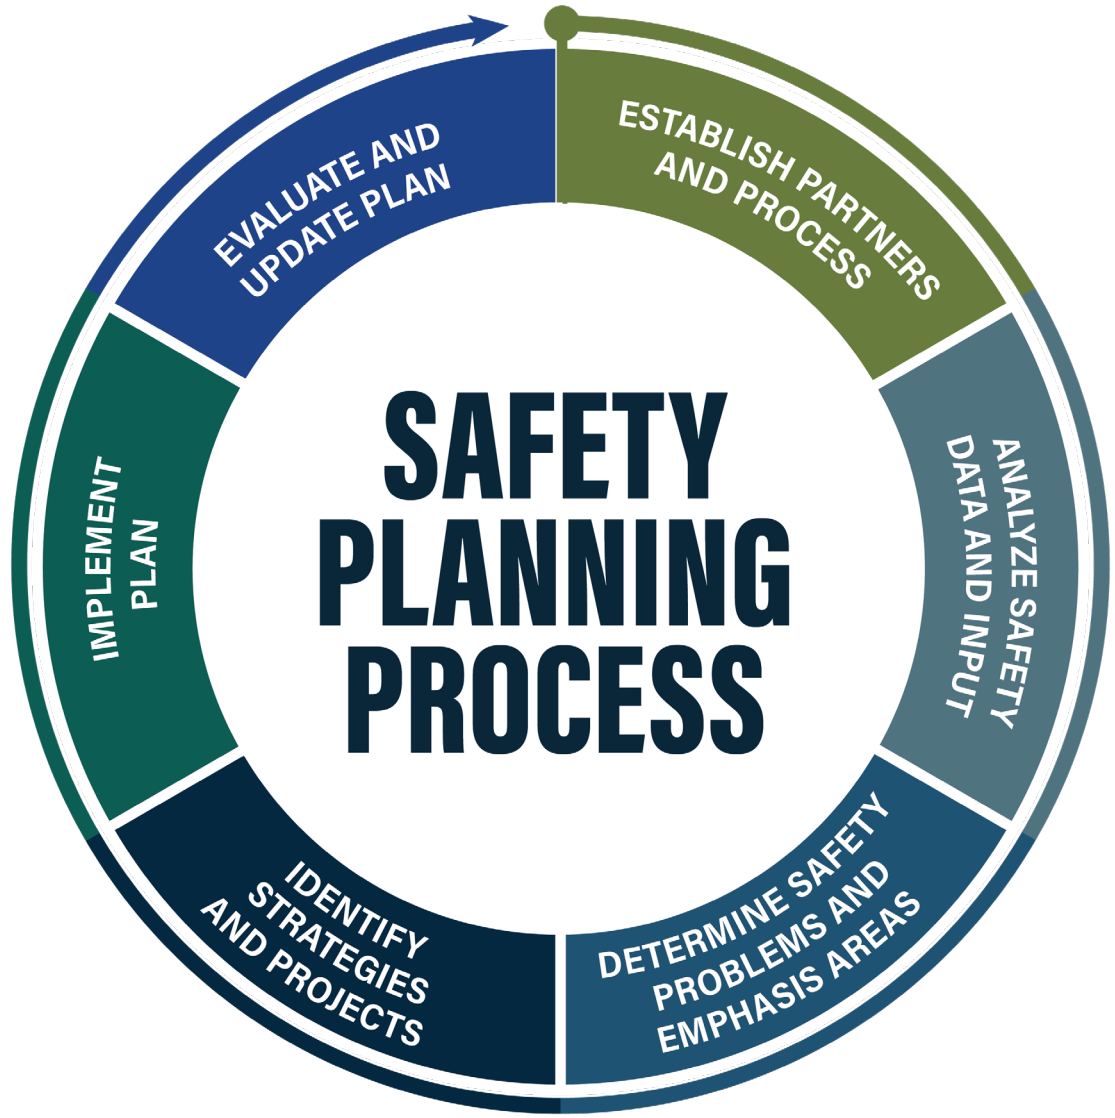 SAFETY
PLANNING
PROCESS
ESTABLISH PARTNERS
AND PROCESS
ANALYZE SAFETY
DATA AND INPUT
DETERMINE SAFETY
PROBLEMS AND
EMPHASIS AREAS
IDENTIFY
STRATEGIES
AND PROJECTS
IMPLEMENT
PLAN
EVALUATE AND
UPDATE PLAN